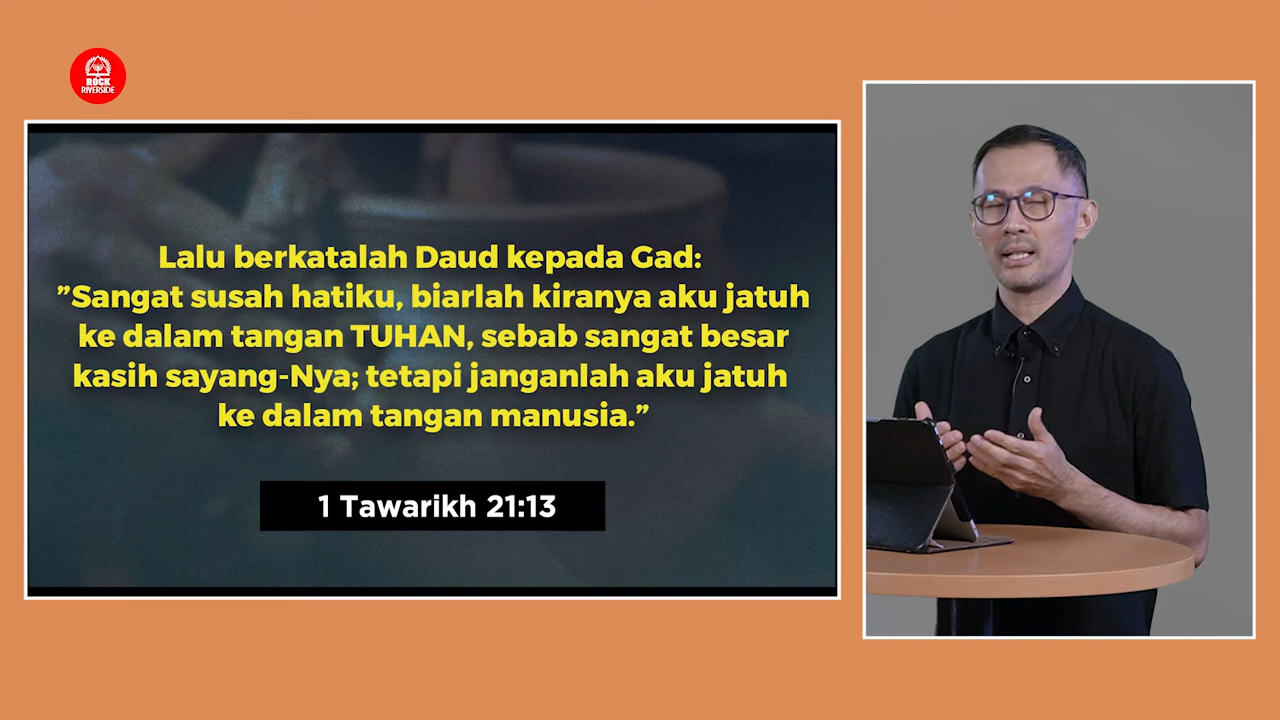 ROCK
RIVERSIDE
Lalu berkatalah Daud kepada Gad:
”Sangat susah hatiku, biarlah kiranya aku jatuh
ke dalam tangan TUHAN, sebab sangat besar
kasih sayang-Nya; tetapi janganlah aku jatuh
ke dalam tangan manusia.”
1 Tawarikh 21:13